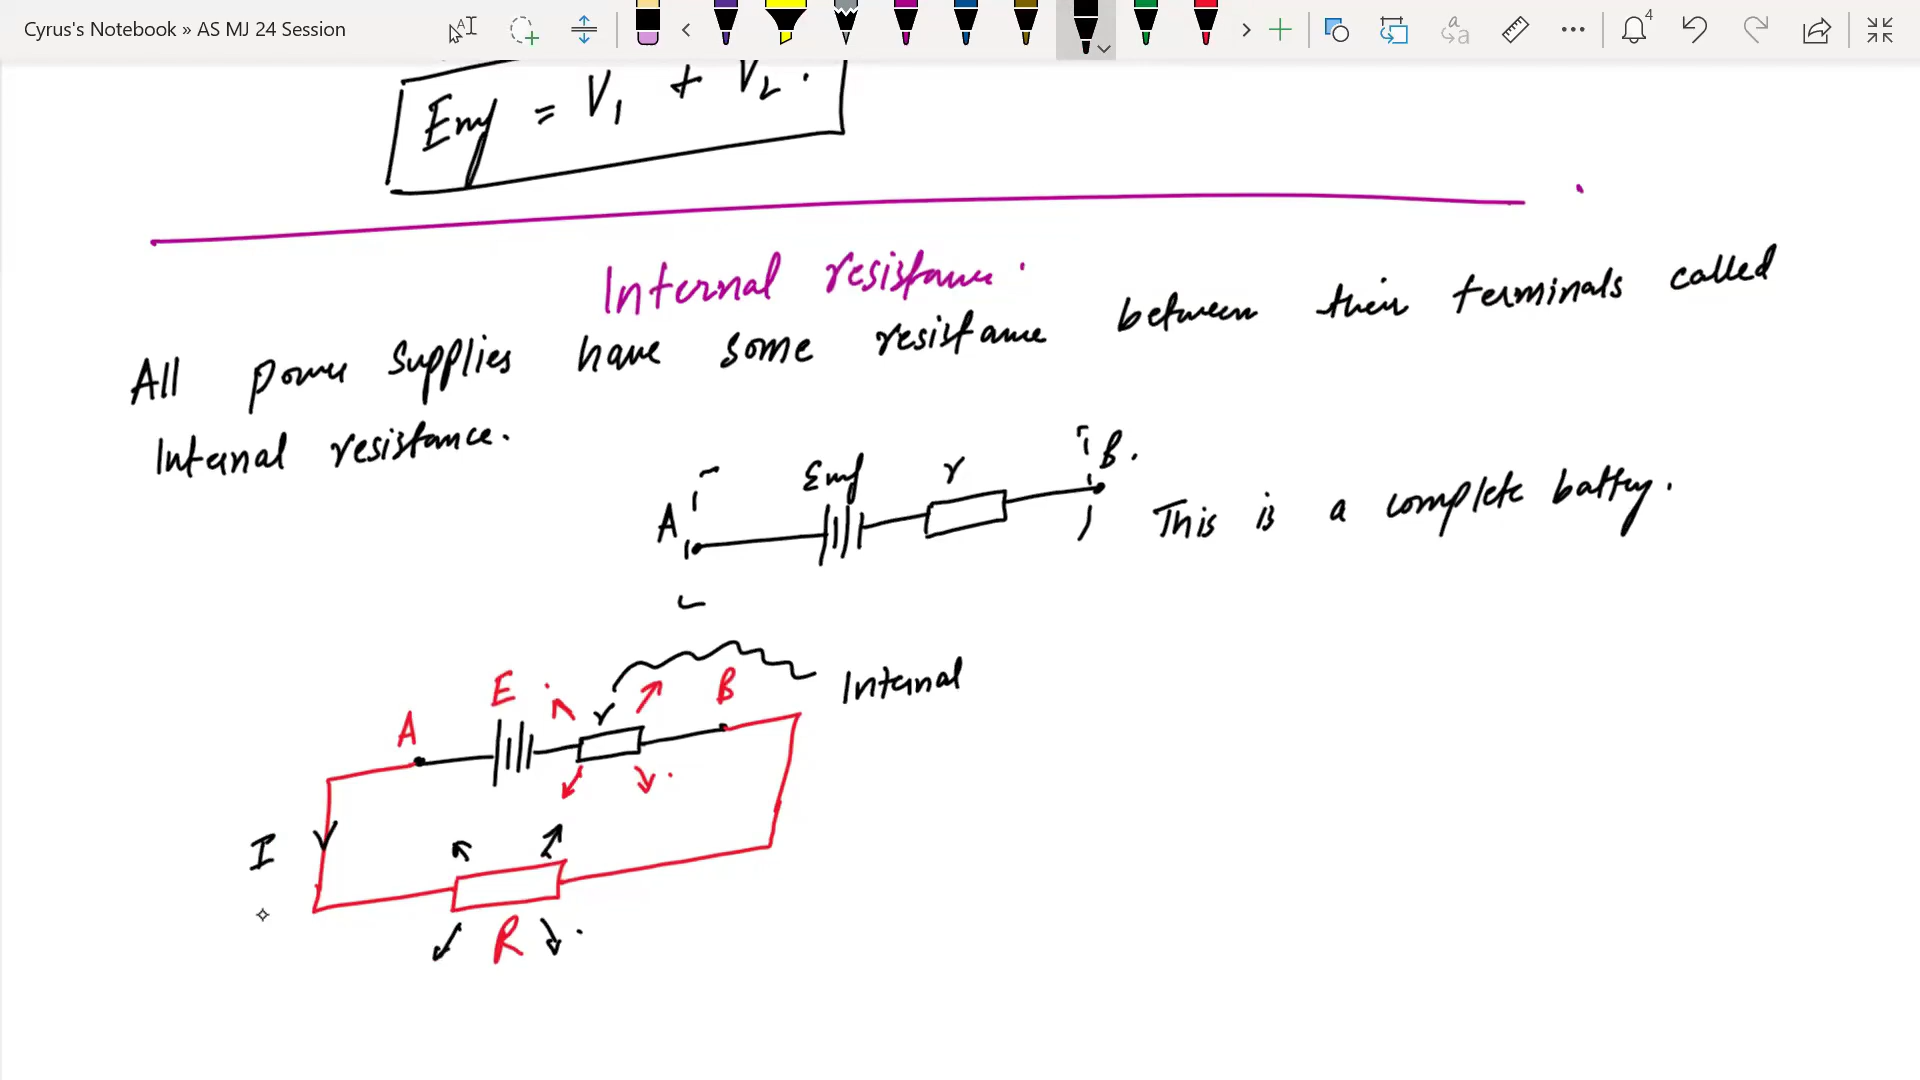 Cyrus's Notebook » AS MJ 24 Session
4
Emf = V1 + V2.
Internal resistance.
All power supplies have some resistance between their terminals called
Internal resistance.
Emf r B.
A
This is a complete battery.
E r B Internal
A
I
R